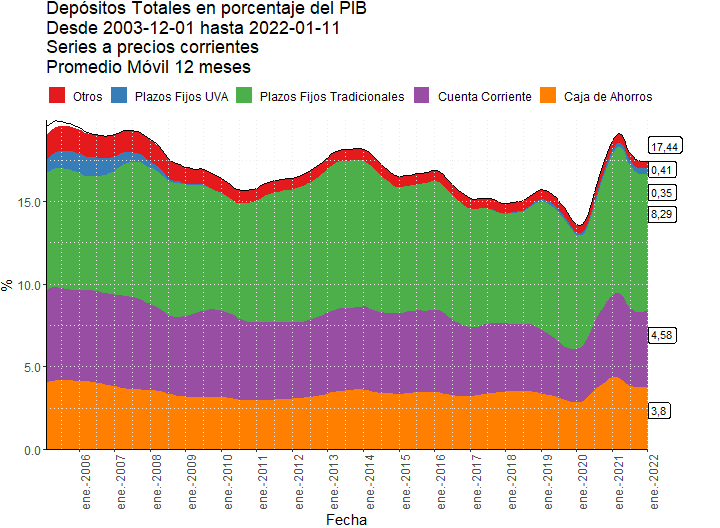 Depósitos Totales en porcentaje del PIB
Desde 2003-12-01 hasta 2022-01-11
Series a precios corrientes
Promedio Móvil 12 meses
Otros Plazos Fijos UVA Plazos Fijos Tradicionales Cuenta Corriente Caja de Ahorros
17,44
0,41
0,35
8,29
4,58
3,8
15.0
10.0
5.0
0.0
%
ene.-2006
ene.-2007
ene.-2008
ene.-2009
ene.-2010
ene.-2011
ene.-2012
ene.-2013
ene.-2014
ene.-2015
ene.-2016
ene.-2017
ene.-2018
ene.-2019
ene.-2020
ene.-2021
ene.-2022
Fecha